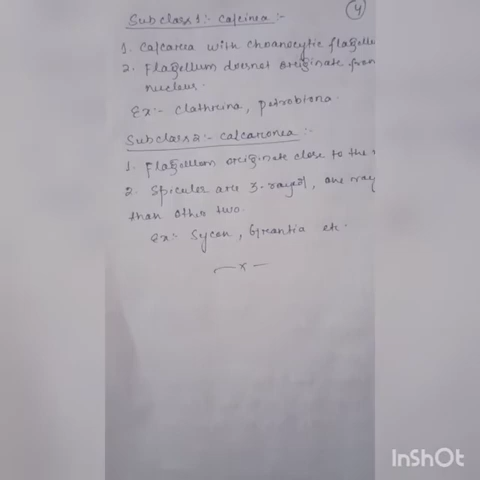 4
Subclass 1:- Calcinea :-
1. Calcarea with choanocytic flagelle
2. Flagellum doesnot originate from
nucleus.
Ex:- Clathrina, petrobiona.
Subclass 2:- Calcaronea :-
1. Flagellum originate close to the
2. Spicules are 3-rayed, one ray
than other two.
Ex:- Sycon, Grantia etc.
x
InShOt